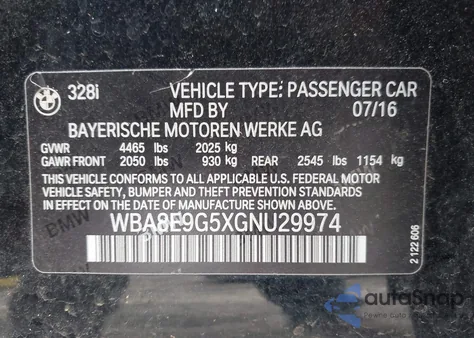 BMW 328i VEHICLE TYPE: PASSENGER CAR
MFD BY 07/16
BAYERISCHE MOTOREN WERKE AG
GVWR 4465 lbs 2025 kg
GAWR FRONT 2050 lbs 930 kg REAR 2545 lbs 1154 kg
THIS VEHICLE CONFORMS TO ALL APPLICABLE U.S. FEDERAL MOTOR
VEHICLE SAFETY, BUMPER AND THEFT PREVENTION STANDARDS
IN EFFECT ON THE DATE OF MANUFACTURE SHOWN ABOVE.
WBA8E9G5XGNU29974
2 122 606
autoSnap